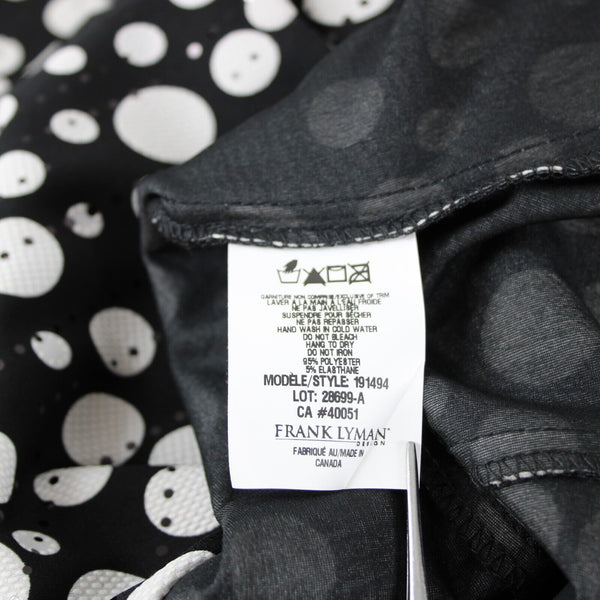 GARNITURE NON COMPRISE/EXCLUSIVE OF TRIM
LAVER A LA MAIN A L'EAU FROIDE
NE PAS JAVELLISER
SUSPENDRE POUR SÉCHER
NE PAS REPASSER
HAND WASH IN COLD WATER
DO NOT BLEACH
HANG TO DRY
DO NOT IRON
95% POLYESTER
5% ELASTHANE
MODÈLE/STYLE: 191494
LOT: 28699-A
CA #40051
FRANK LYMAN
DESIGN
FABRIQUÉ AU/MADE IN
CANADA